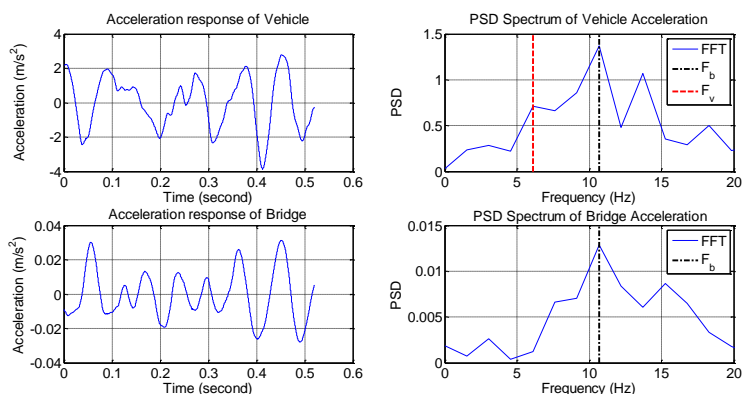 Acceleration response of Vehicle
Acceleration (m/s²)
4
2
0
-2
-4
0 0.1 0.2 0.3 0.4 0.5 0.6
Time (second)
PSD Spectrum of Vehicle Acceleration
PSD
1.5
1
0.5
0
0 5 10 15 20
Frequency (Hz)
FFT
F_b
F_v
Acceleration response of Bridge
Acceleration (m/s²)
0.04
0.02
0
-0.02
-0.04
0 0.1 0.2 0.3 0.4 0.5 0.6
Time (second)
PSD Spectrum of Bridge Acceleration
PSD
0.015
0.01
0.005
0
0 5 10 15 20
Frequency (Hz)
FFT
F_b